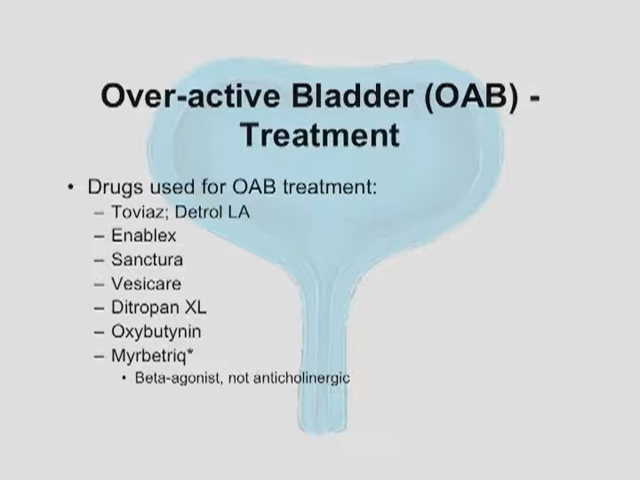 Over-active Bladder (OAB) -
Treatment
• Drugs used for OAB treatment:
– Toviaz; Detrol LA
– Enablex
– Sanctura
– Vesicare
– Ditropan XL
– Oxybutynin
– Myrbetriq*
• Beta-agonist, not anticholinergic